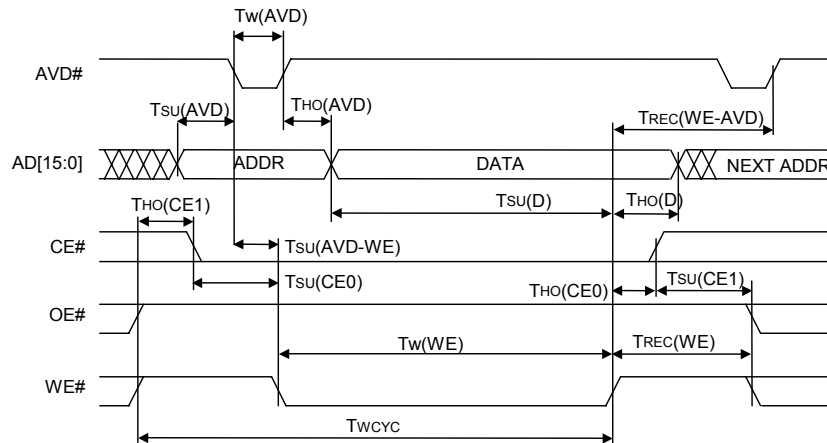 Tw(AVD)
AVD#
TSU(AVD)
THO(AVD)
TREC(WE-AVD)
AD[15:0]
ADDR
DATA
NEXT ADDR
THO(CE1)
TSU(D)
THO(D)
CE#
TSU(AVD-WE)
TSU(CE0)
THO(CE0)
TSU(CE1)
OE#
Tw(WE)
TREC(WE)
WE#
TWCYC